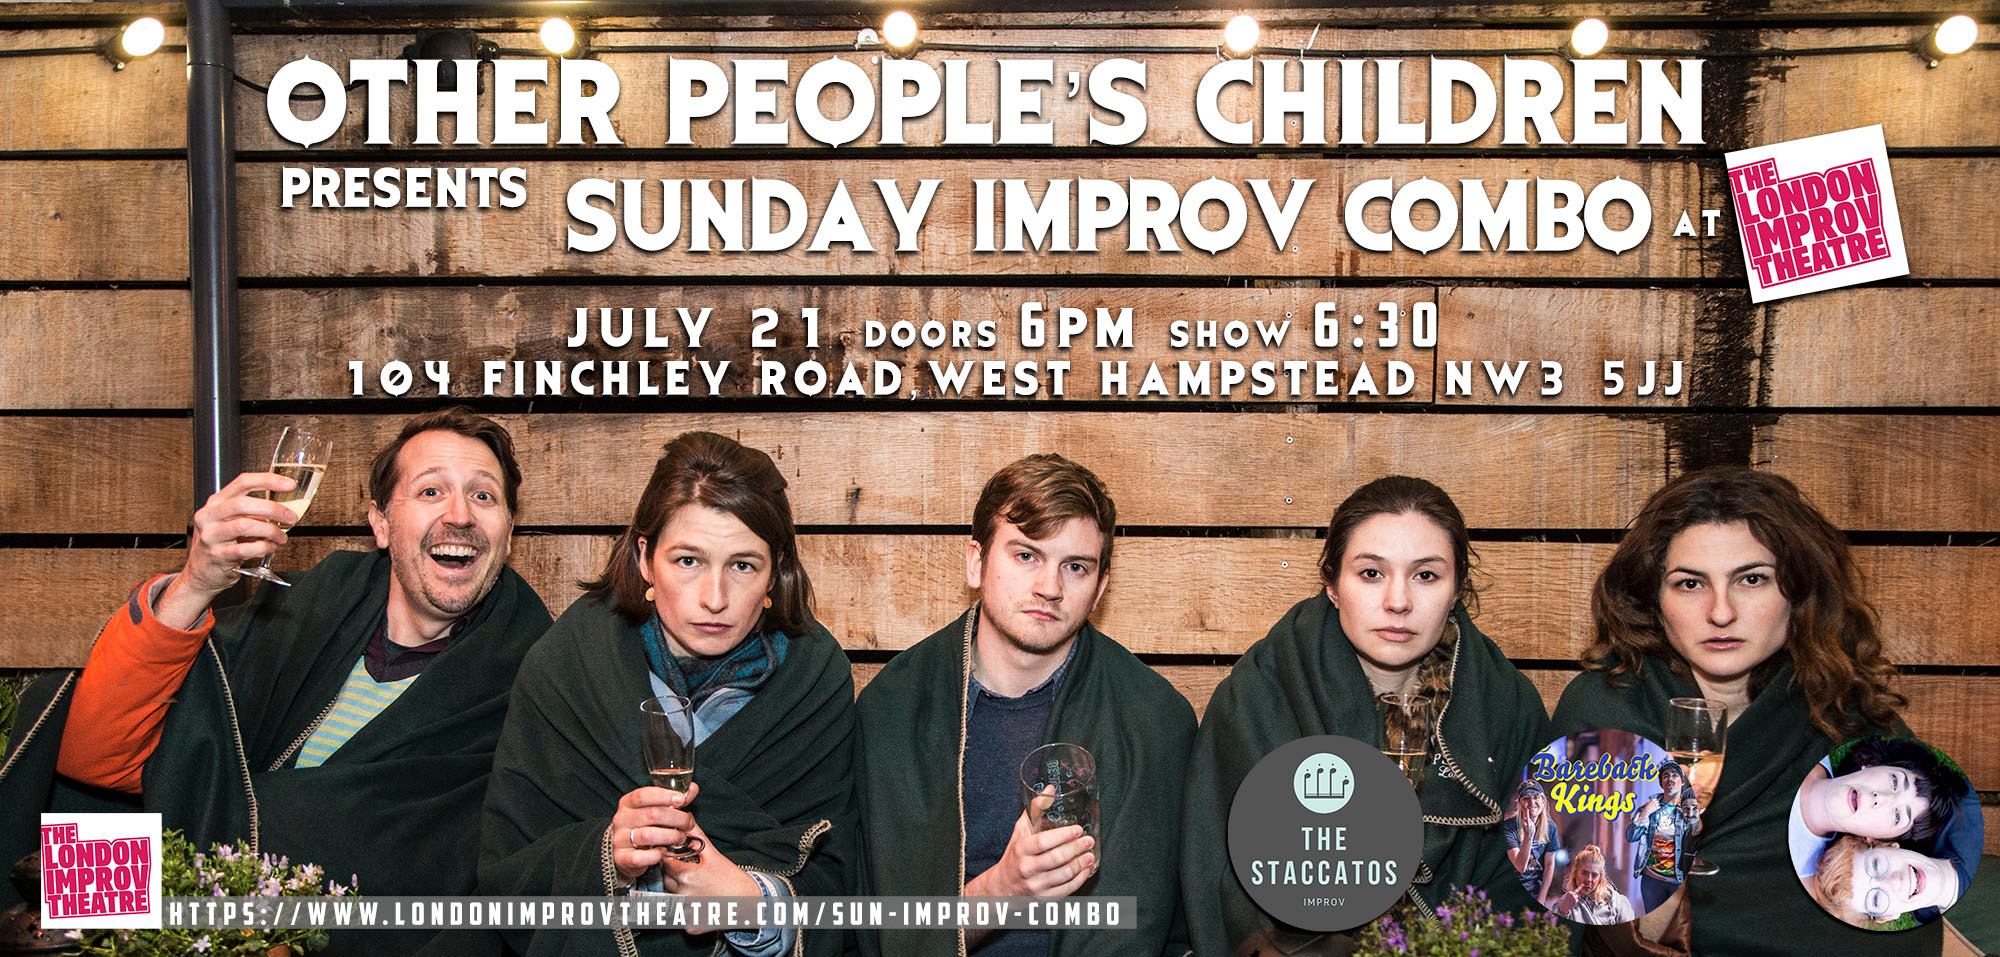 OTHER PEOPLE'S CHILDREN
PRESENTS SUNDAY IMPROV COMBO AT
THE
LONDON
IMPROV
THEATRE
JULY 21 DOORS 6PM SHOW 6:30
104 FINCHLEY ROAD, WEST HAMPSTEAD NW3 5JJ
THE
STACCATOS
IMPROV
Bareback
Kings
THE
LONDON
IMPROV
THEATRE
HTTPS://WWW.LONDONIMPROVTHEATRE.COM/SUN-IMPROV-COMBO